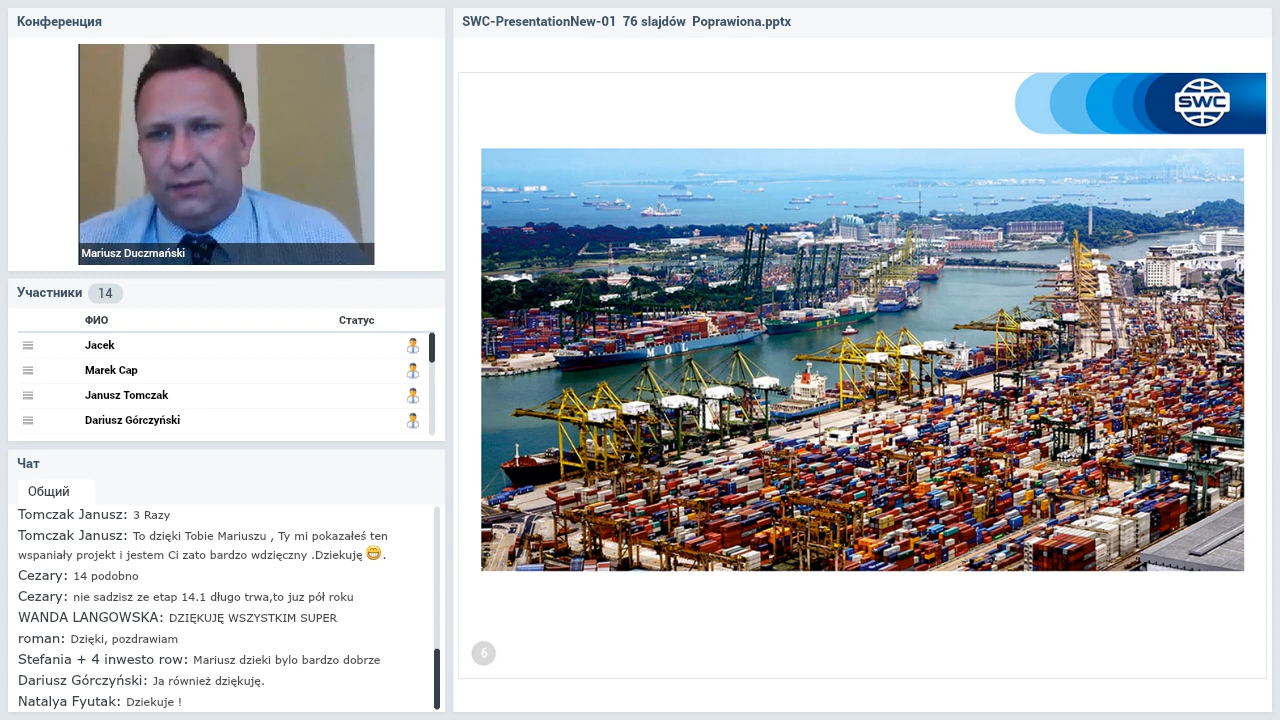 Конференция
Mariusz Duczmański
Участники 14
ФИО Статус
Jacek
Marek Cap
Janusz Tomczak
Dariusz Górczyński
Чат
Общий
Tomczak Janusz: 3 Razy
Tomczak Janusz: To dzięki Tobie Mariuszu , Ty mi pokazałeś ten
wspaniały projekt i jestem Ci zato bardzo wdzięczny .Dziekuję 😁.
Cezary: 14 podobno
Cezary: nie sadzisz ze etap 14.1 długo trwa,to juz pół roku
WANDA LANGOWSKA: DZIĘKUJĘ WSZYSTKIM SUPER
roman: Dzięki, pozdrawiam
Stefania + 4 inwesto row: Mariusz dzieki bylo bardzo dobrze
Dariusz Górczyński: Ja również dziękuję.
Natalya Fyutak: Dziekuje !
SWC-PresentationNew-01 76 slajdów Poprawiona.pptx
SWC
MOL
6